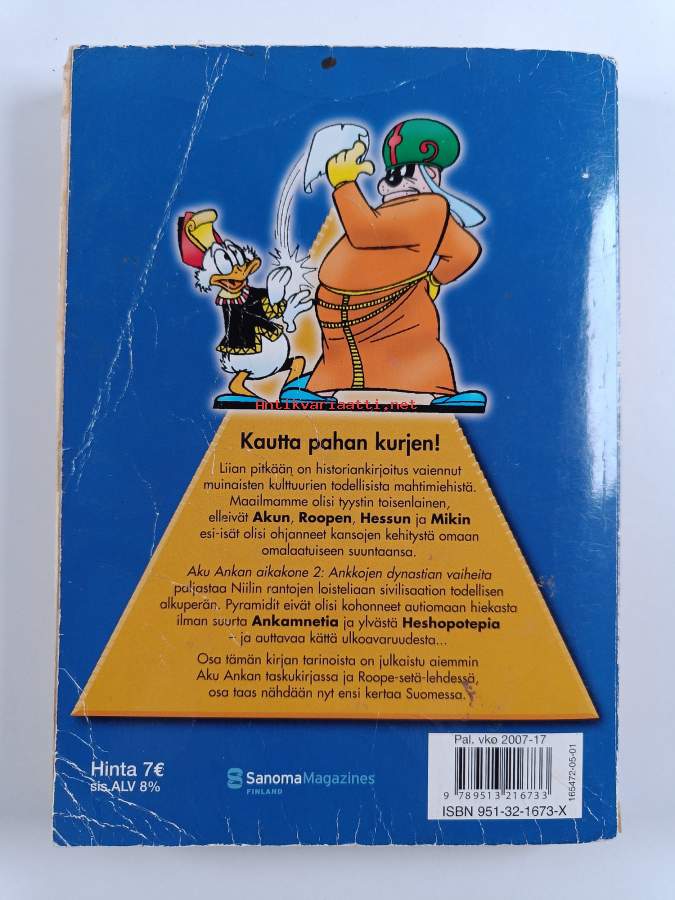 Antikvariaatti.net
Kautta pahan kurjen!
Liian pitkään on historiankirjoitus vaiennut
muinaisten kulttuurien todellisista mahtimiehistä.
Maailmamme olisi tyystin toisenlainen,
elleivät Akun, Roopen, Hessun ja Mikin
esi-isät olisi ohjanneet kansojen kehitystä omaan
omalaatuiseen suuntaansa.
Aku Ankan aikakone 2: Ankkojen dynastian vaiheita
paljastaa Niilin rantojen loisteliaan sivilisaation todellisen
alkuperän. Pyramidit eivät olisi kohonneet autiomaan hiekasta
ilman suurta Ankamnetia ja ylvästä Heshopotepia
– ja auttavaa kättä ulkoavaruudesta...
Osa tämän kirjan tarinoista on julkaistu aiemmin
Aku Ankan taskukirjassa ja Roope-setä-lehdessä,
osa taas nähdään nyt ensi kertaa Suomessa.
Hinta 7€
sis.ALV 8%
SanomaMagazines
FINLAND
Pal. vko 2007-17
9 789513 216733
ISBN 951-32-1673-X
165472-05-01